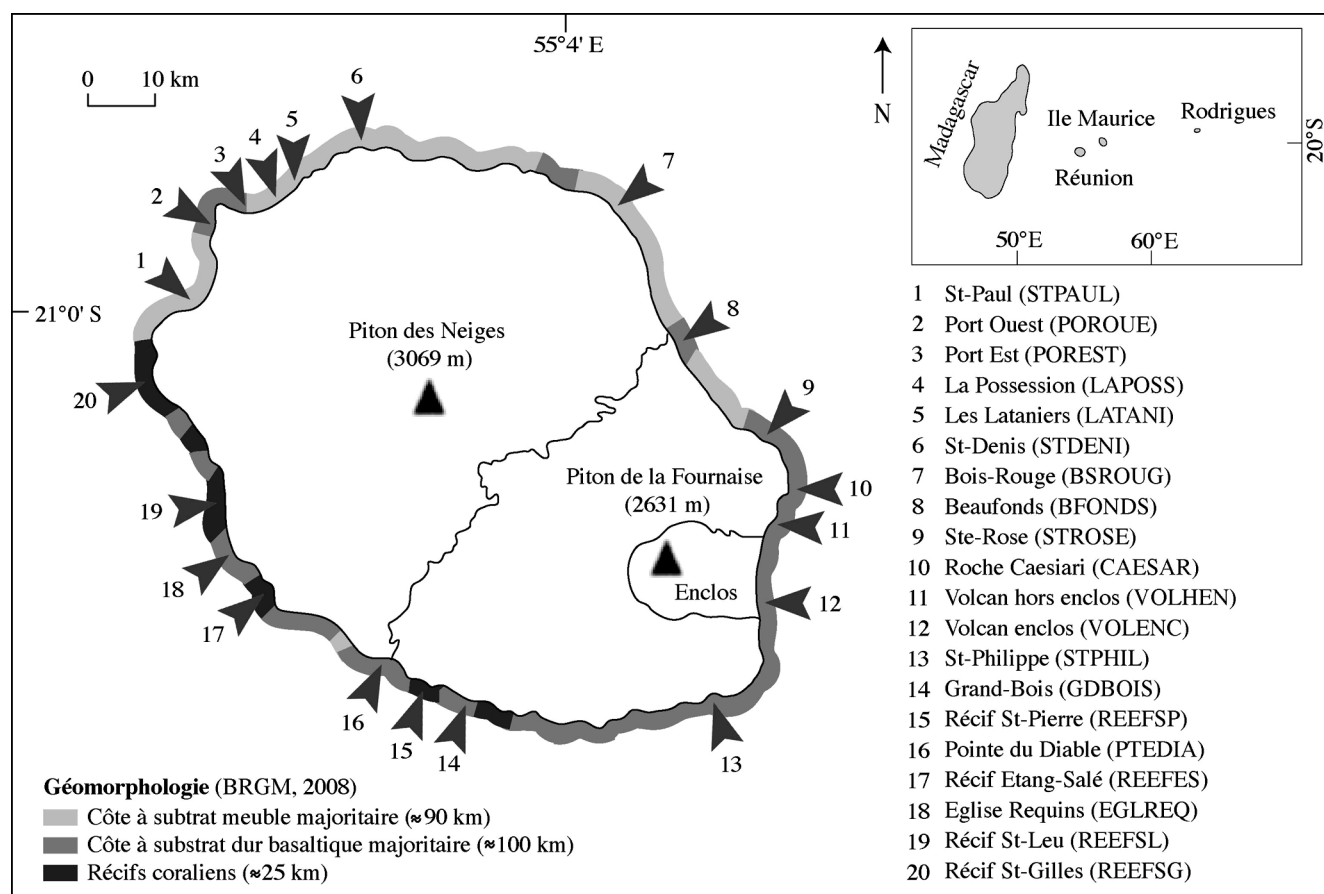 55°4' E
0 10 km
6
5
4
3
2
1
7
N
Madagascar
Ile Maurice
Rodrigues
Réunion
20°S
50°E
60°E
21°0' S
Piton des Neiges
(3069 m)
8
20
9
Piton de la Fournaise
(2631 m)
10
19
11
Enclos
12
18
17
16
15
14
13
1 St-Paul (STPAUL)
2 Port Ouest (POROUE)
3 Port Est (POREST)
4 La Possession (LAPOSS)
5 Les Lataniers (LATANI)
6 St-Denis (STDENI)
7 Bois-Rouge (BSROUG)
8 Beaufonds (BFONDS)
9 Ste-Rose (STROSE)
10 Roche Caesiari (CAESAR)
11 Volcan hors enclos (VOLHEN)
12 Volcan enclos (VOLENC)
13 St-Philippe (STPHIL)
14 Grand-Bois (GDBOIS)
15 Récif St-Pierre (REEFSP)
16 Pointe du Diable (PTEDIA)
17 Récif Etang-Salé (REEFES)
18 Eglise Requins (EGLREQ)
19 Récif St-Leu (REEFSL)
20 Récif St-Gilles (REEFSG)
Géomorphologie (BRGM, 2008)
Côte à substrat meuble majoritaire (≈90 km)
Côte à substrat dur basaltique majoritaire (≈100 km)
Récifs coraliens (≈25 km)